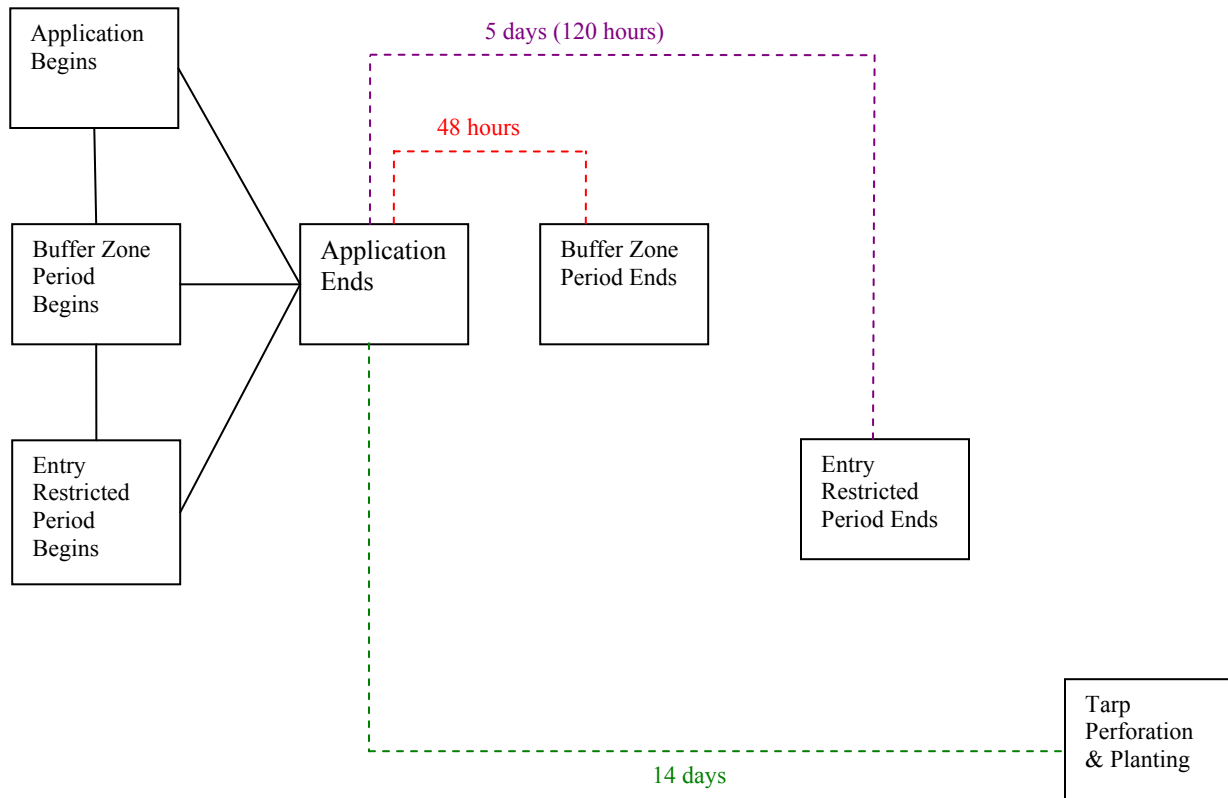 Application
Begins
5 days (120 hours)
48 hours
Buffer Zone
Period
Begins
Application
Ends
Buffer Zone
Period Ends
Entry
Restricted
Period
Begins
Entry
Restricted
Period Ends
Tarp
Perforation
& Planting
14 days